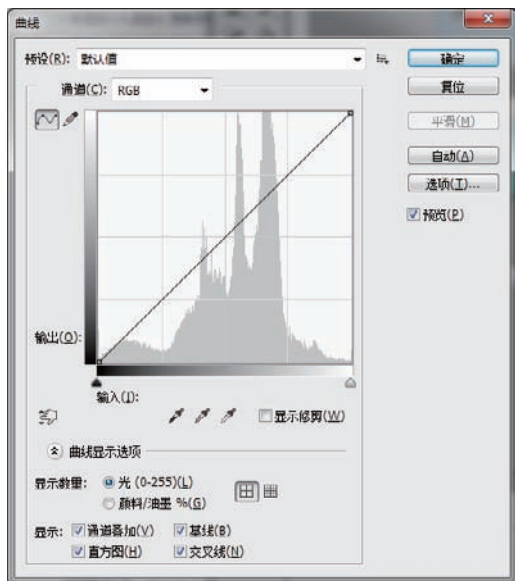 曲线
预设(R): 默认值
确定
通道(C): RGB
复位
平滑(M)
自动(A)
选项(T)...
预览(P)
输出(O):
输入(I):
显示修剪(W)
曲线显示选项
显示数量: 光 (0-255)(L)
颜料/油墨 %(G)
显示: 通道叠加(V) 基线(B)
直方图(H) 交叉线(N)